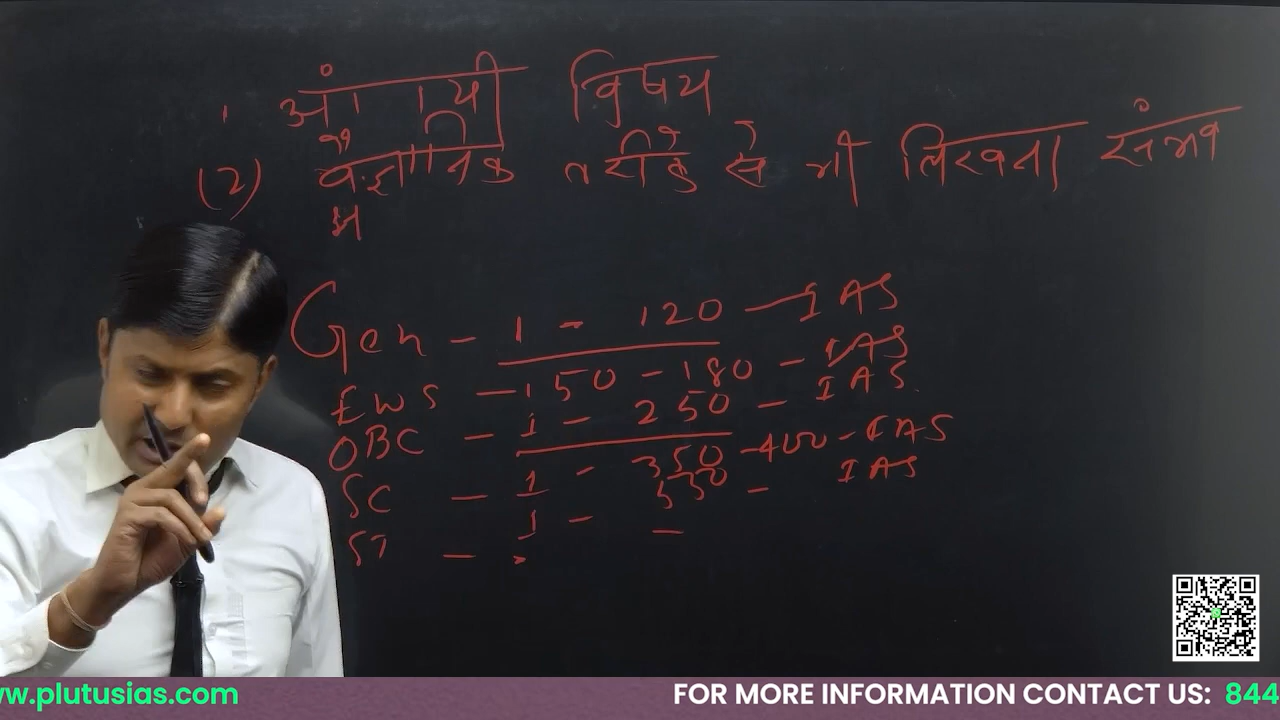 विषय
(2) वैज्ञानिक तरीके से भी लिखना संभव
Gen - 1 - 120 - IAS
EWS - 150 - 180 - IAS
OBC - 1 - 250 - IAS
SC - 1 - 350 - 400 - IAS
ST - 1 - 550 - IAS
ww.plutusias.com
FOR MORE INFORMATION CONTACT US: 844